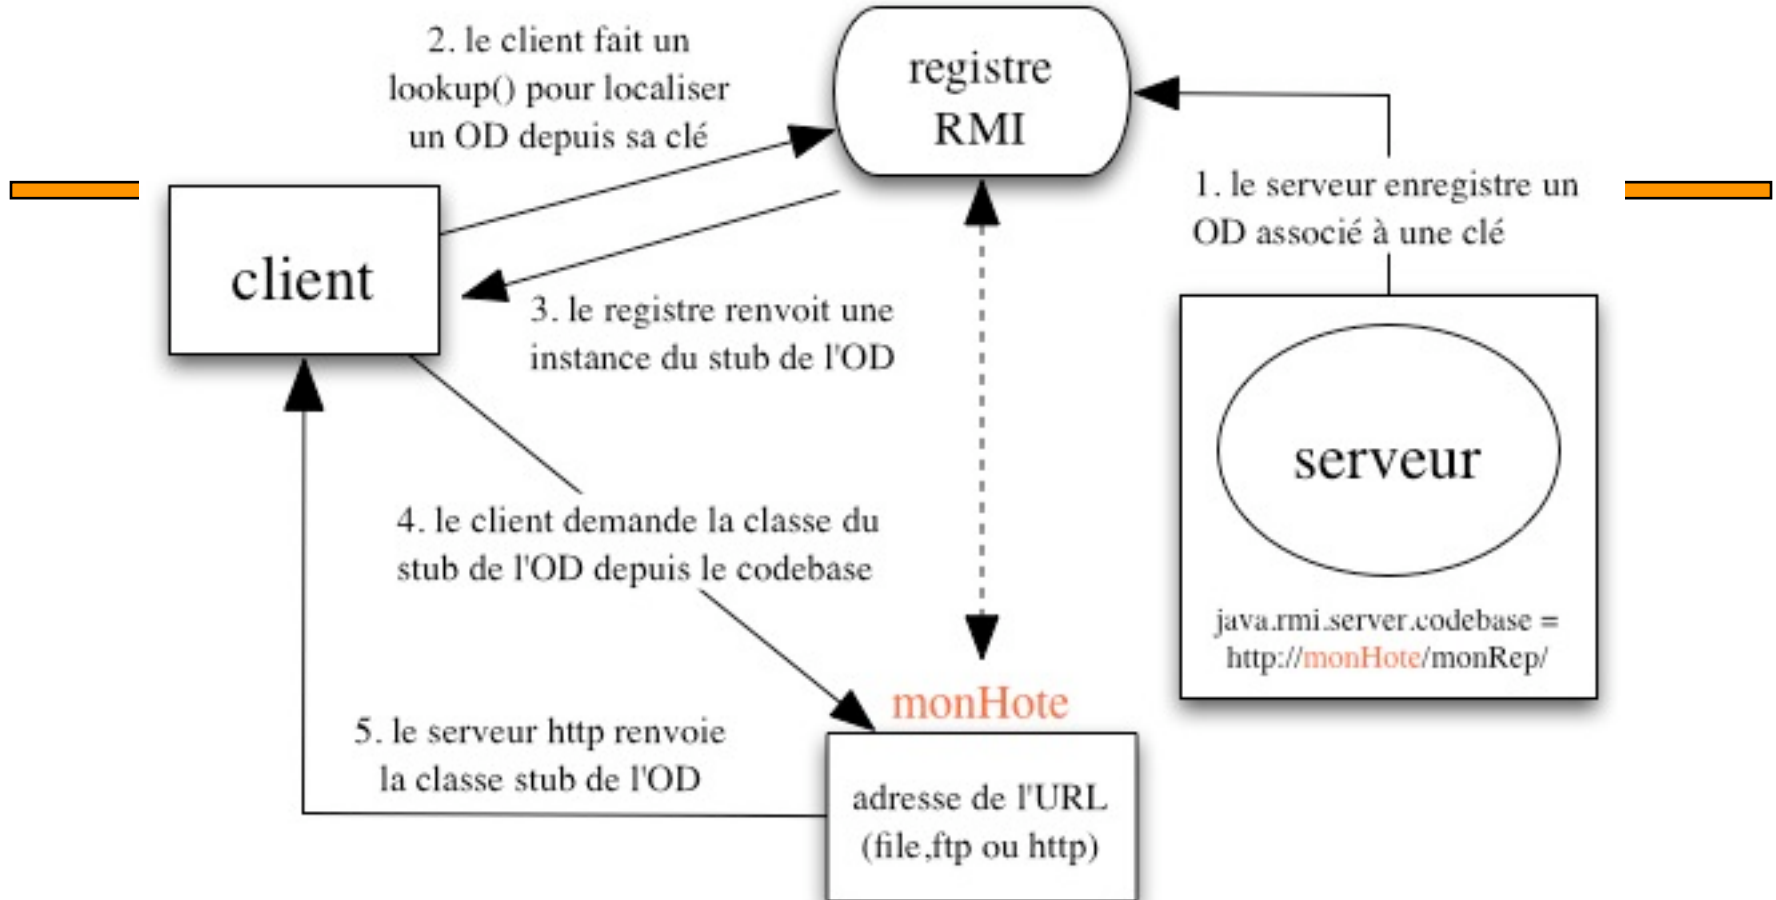 2. le client fait un
lookup() pour localiser
un OD depuis sa clé
registre
RMI
1. le serveur enregistre un
OD associé à une clé
client
3. le registre renvoit une
instance du stub de l'OD
serveur
java.rmi.server.codebase =
http://monHote/monRep/
4. le client demande la classe du
stub de l'OD depuis le codebase
monHote
5. le serveur http renvoie
la classe stub de l'OD
adresse de l'URL
(file,ftp ou http)